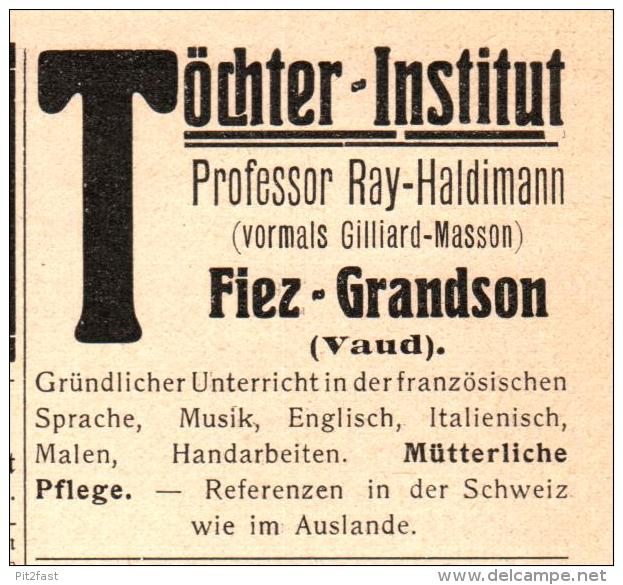 Töchter-Institut
Professor Ray-Haldimann
(vormals Gilliard-Masson)
Fiez-Grandson
(Vaud).
Gründlicher Unterricht in der französischen
Sprache, Musik, Englisch, Italienisch,
Malen, Handarbeiten. Mütterliche
Pflege. — Referenzen in der Schweiz
wie im Auslande.
Pit2fast
www.delcampe.net